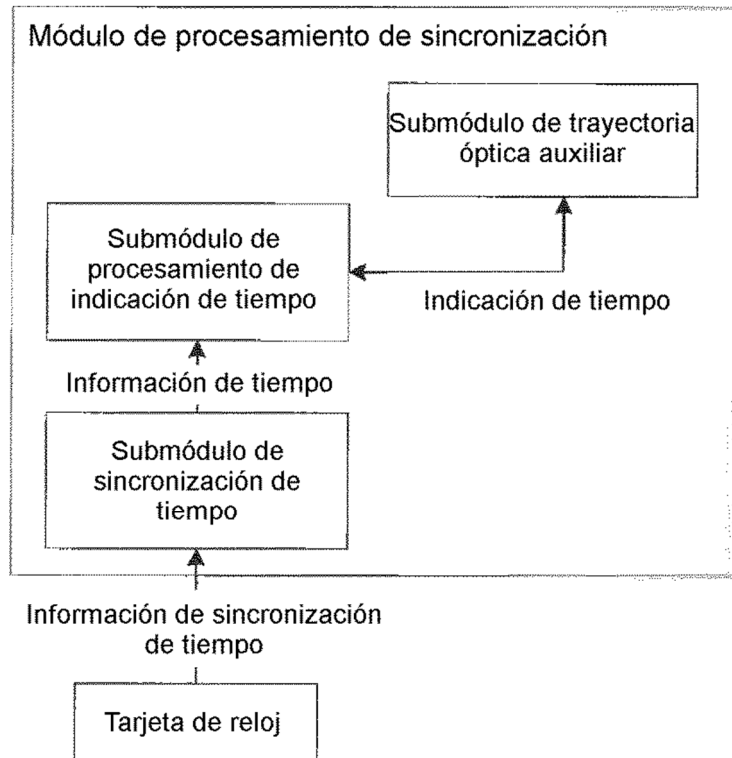 Módulo de procesamiento de sincronización
Submódulo de trayectoria
óptica auxiliar
Submódulo de
procesamiento de
indicación de tiempo
Indicación de tiempo
Información de tiempo
Submódulo de
sincronización de
tiempo
Información de sincronización
de tiempo
Tarjeta de reloj